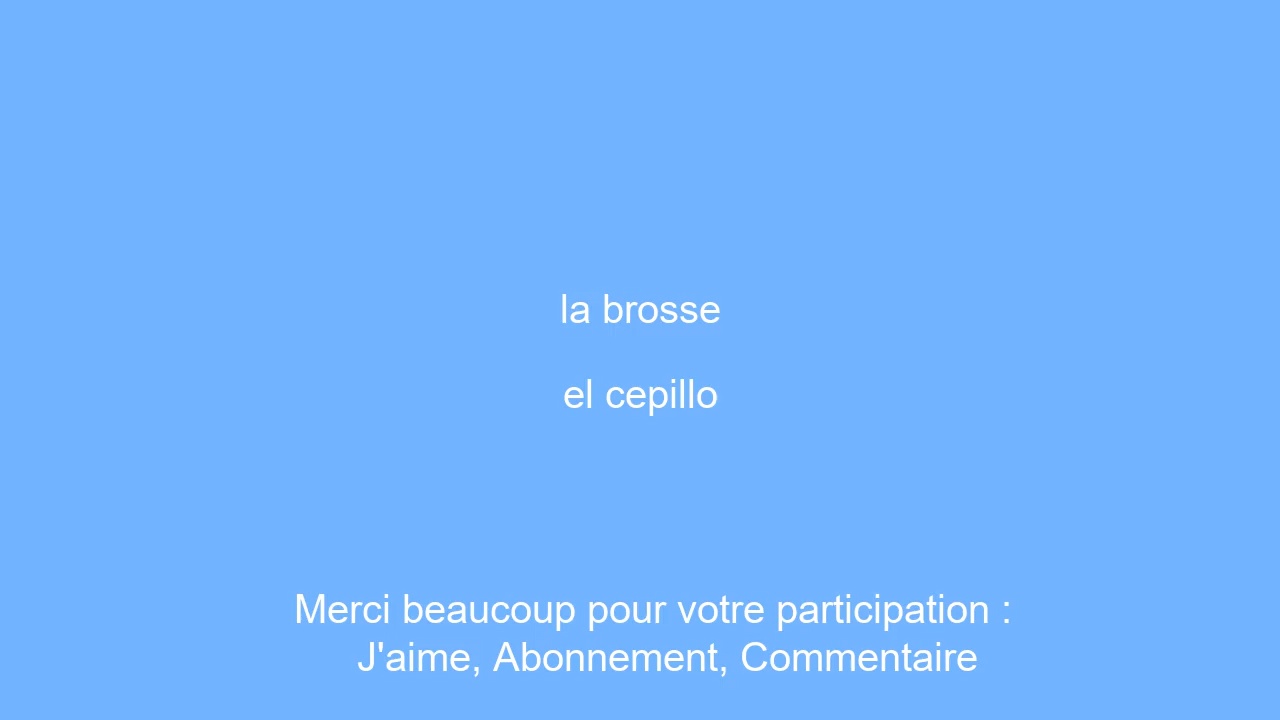 la brosse
el cepillo
Merci beaucoup pour votre participation :
J'aime, Abonnement, Commentaire